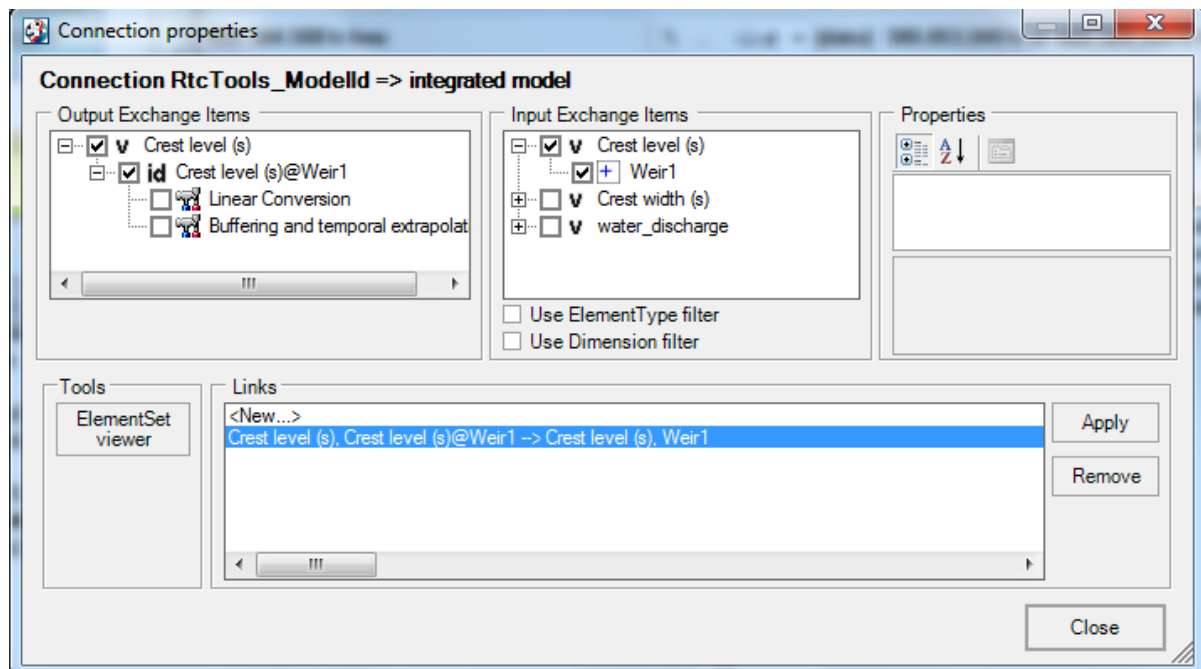 Connection properties
Connection RtcTools_ModelId => integrated model
Output Exchange Items
v Crest level (s)
id Crest level (s)@Weir1
Linear Conversion
Buffering and temporal extrapolat
Input Exchange Items
v Crest level (s)
Weir1
v Crest width (s)
v water_discharge
Use ElementType filter
Use Dimension filter
Properties
Tools
ElementSet
viewer
Links
<New...>
Crest level (s), Crest level (s)@Weir1 --> Crest level (s), Weir1
Apply
Remove
Close